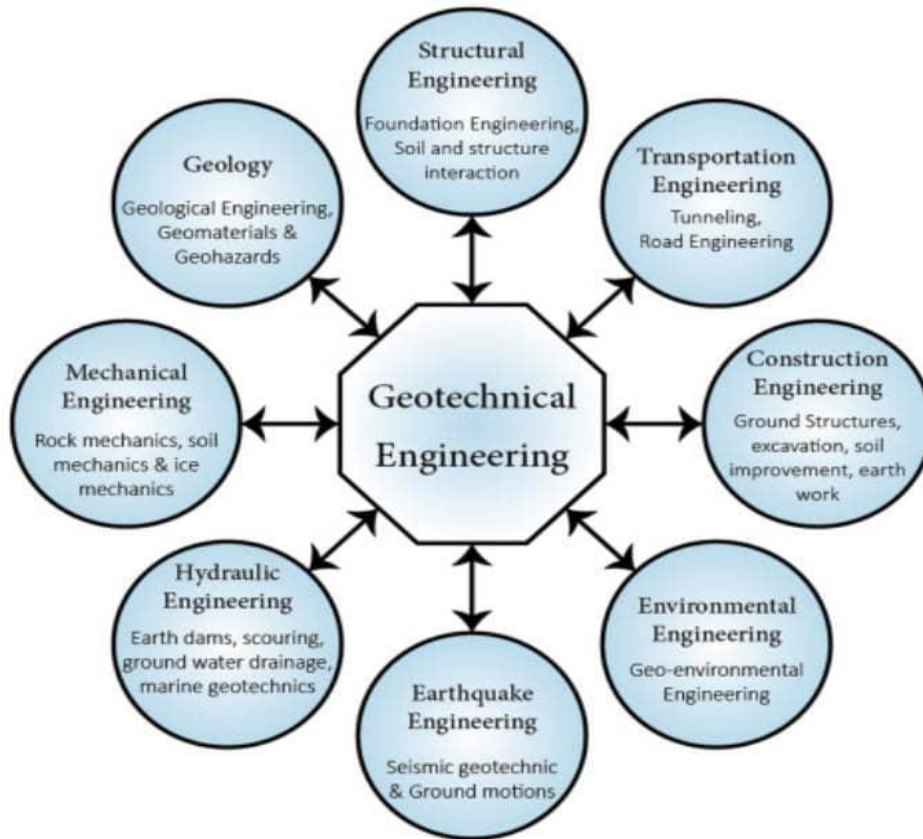 Structural
Engineering
Foundation Engineering,
Soil and structure
interaction
Geology
Geological Engineering,
Geomaterials &
Geohazards
Transportation
Engineering
Tunneling,
Road Engineering
Mechanical
Engineering
Rock mechanics, soil
mechanics & ice
mechanics
Geotechnical
Engineering
Construction
Engineering
Ground Structures,
excavation, soil
improvement, earth
work
Hydraulic
Engineering
Earth dams, scouring,
ground water drainage,
marine geotechnics
Earthquake
Engineering
Seismic geotechnic
& Ground motions
Environmental
Engineering
Geo-environmental
Engineering